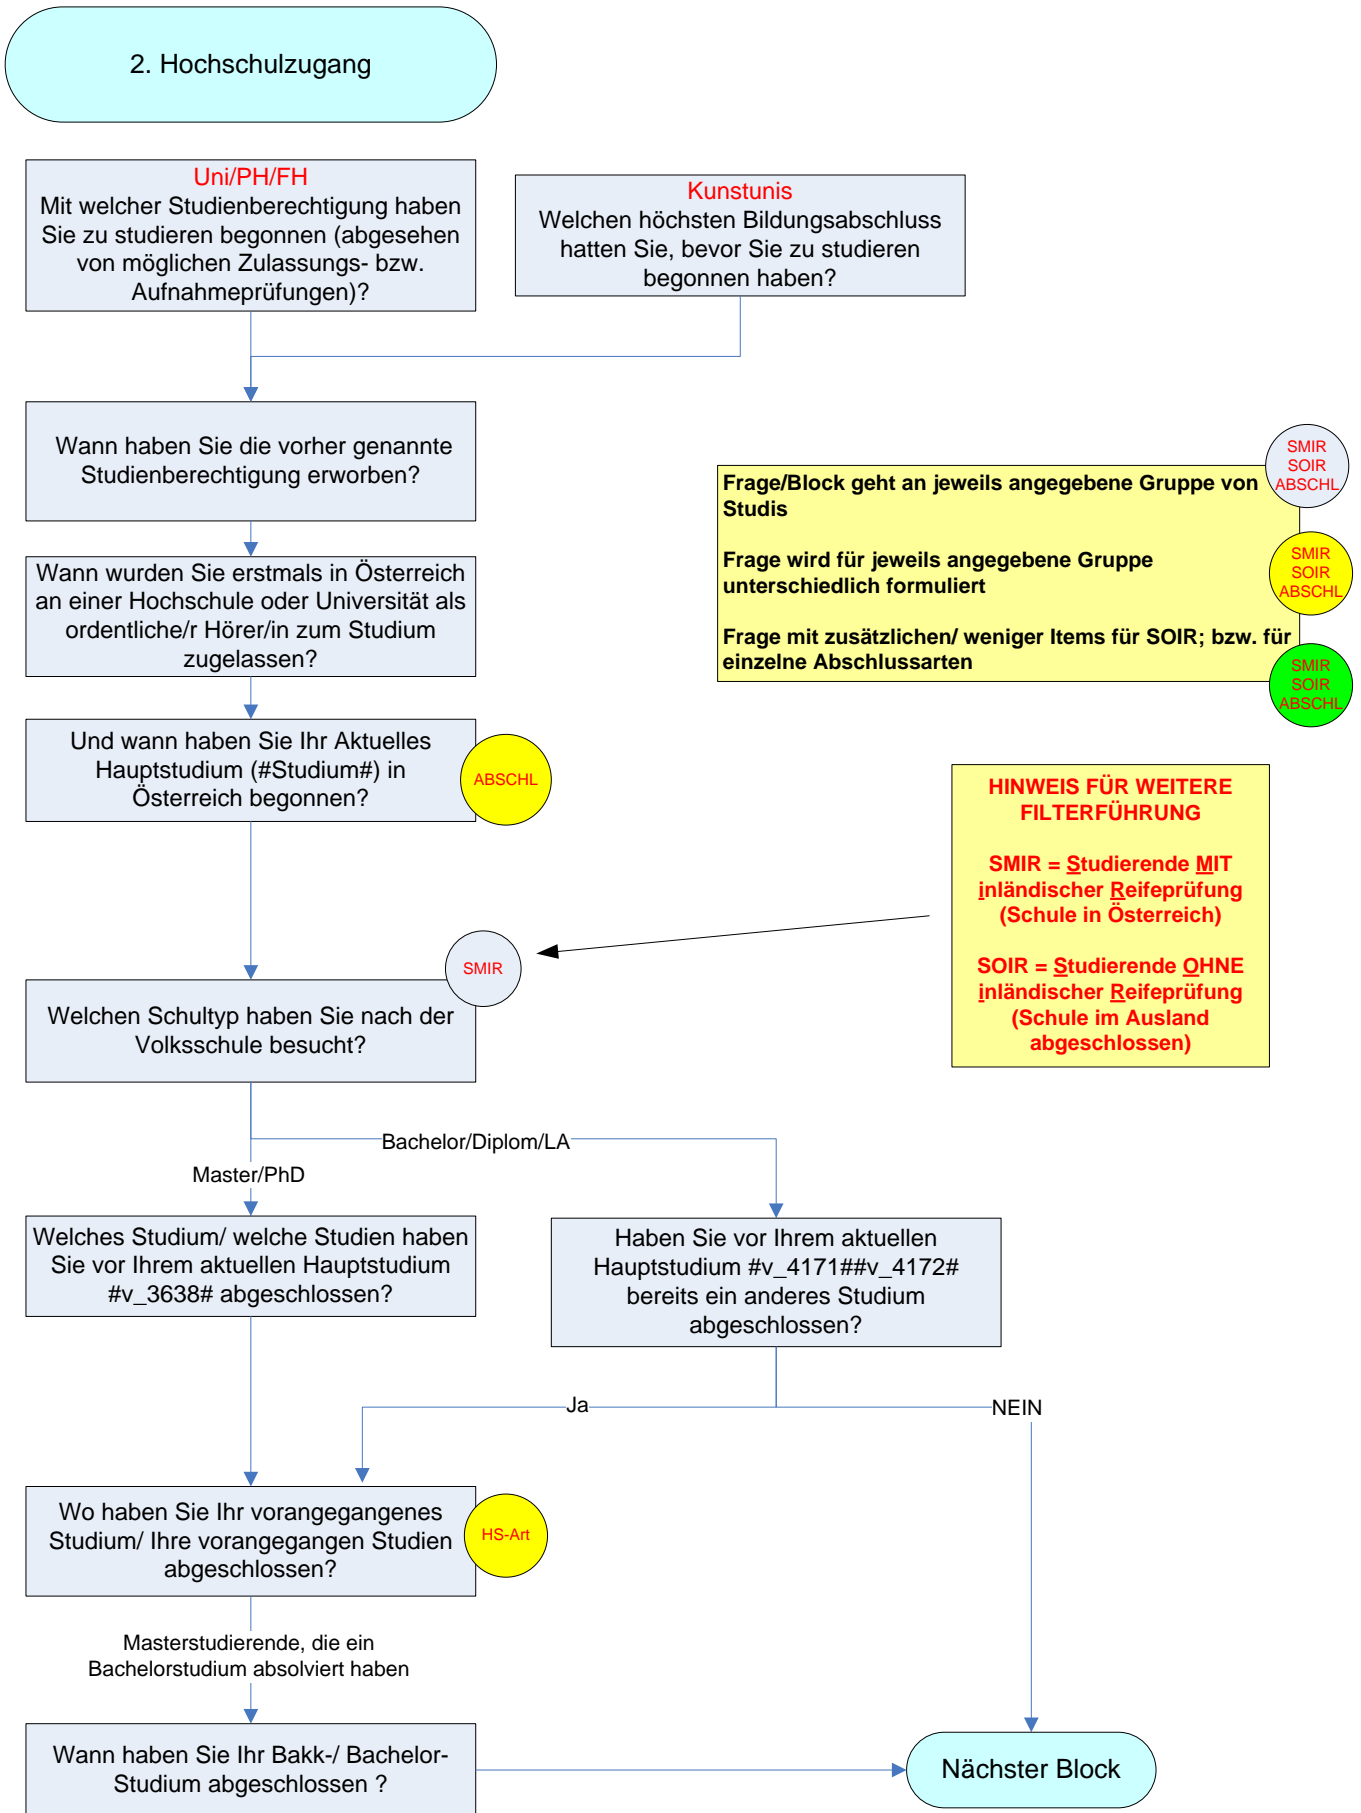 2. Hochschulzugang
Uni/PH/FH
Mit welcher Studienberechtigung haben
Sie zu studieren begonnen (abgesehen
von möglichen Zulassungs- bzw.
Aufnahmeprüfungen)?
Kunstunis
Welchen höchsten Bildungsabschluss
hatten Sie, bevor Sie zu studieren
begonnen haben?
Wann haben Sie die vorher genannte
Studienberechtigung erworben?
SMIR
SOIR
ABSCHL
Frage/Block geht an jeweils angegebene Gruppe von
Studis
Frage wird für jeweils angegebene Gruppe
unterschiedlich formuliert
SMIR
SOIR
ABSCHL
Frage mit zusätzlichen/ weniger Items für SOIR; bzw. für
einzelne Abschlussarten
SMIR
SOIR
ABSCHL
Wann wurden Sie erstmals in Österreich
an einer Hochschule oder Universität als
ordentliche/r Hörer/in zum Studium
zugelassen?
Und wann haben Sie Ihr Aktuelles
Hauptstudium (#Studium#) in
Österreich begonnen?
ABSCHL
HINWEIS FÜR WEITERE
FILTERFÜHRUNG
SMIR = Studierende MIT
inländischer Reifeprüfung
(Schule in Österreich)
SOIR = Studierende OHNE
inländischer Reifeprüfung
(Schule im Ausland
abgeschlossen)
SMIR
Welchen Schultyp haben Sie nach der
Volksschule besucht?
Bachelor/Diplom/LA
Master/PhD
Welches Studium/ welche Studien haben
Sie vor Ihrem aktuellen Hauptstudium
#v_3638# abgeschlossen?
Haben Sie vor Ihrem aktuellen
Hauptstudium #v_4171##v_4172#
bereits ein anderes Studium
abgeschlossen?
Ja
NEIN
Wo haben Sie Ihr vorangegangenes
Studium/ Ihre vorangegangen Studien
abgeschlossen?
HS-Art
Masterstudierende, die ein
Bachelorstudium absolviert haben
Wann haben Sie Ihr Bakk-/ Bachelor-
Studium abgeschlossen ?
Nächster Block